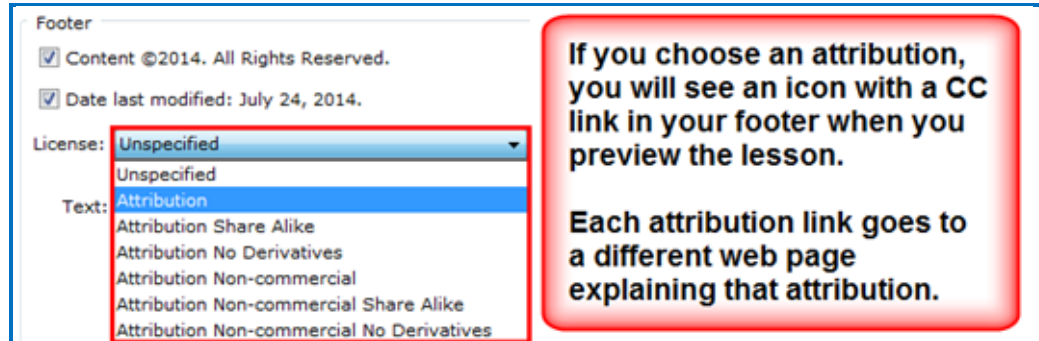 Footer
Content ©2014. All Rights Reserved.
Date last modified: July 24, 2014.
License: Unspecified
Unspecified
Text: Attribution
Attribution Share Alike
Attribution No Derivatives
Attribution Non-commercial
Attribution Non-commercial Share Alike
Attribution Non-commercial No Derivatives
If you choose an attribution,
you will see an icon with a CC
link in your footer when you
preview the lesson.
Each attribution link goes to
a different web page
explaining that attribution.